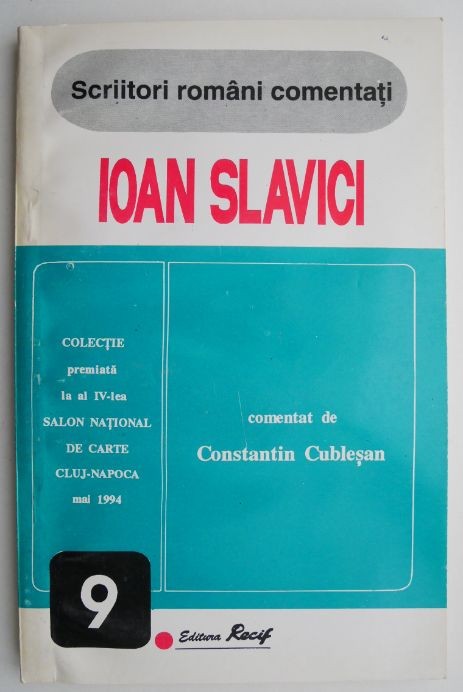 Scriitori români comentați
IOAN SLAVICI
COLECȚIE
premiată
la al IV-lea
SALON NAȚIONAL
DE CARTE
CLUJ-NAPOCA
mai 1994
comentat de
Constantin Cubleșan
9
Editura Recif